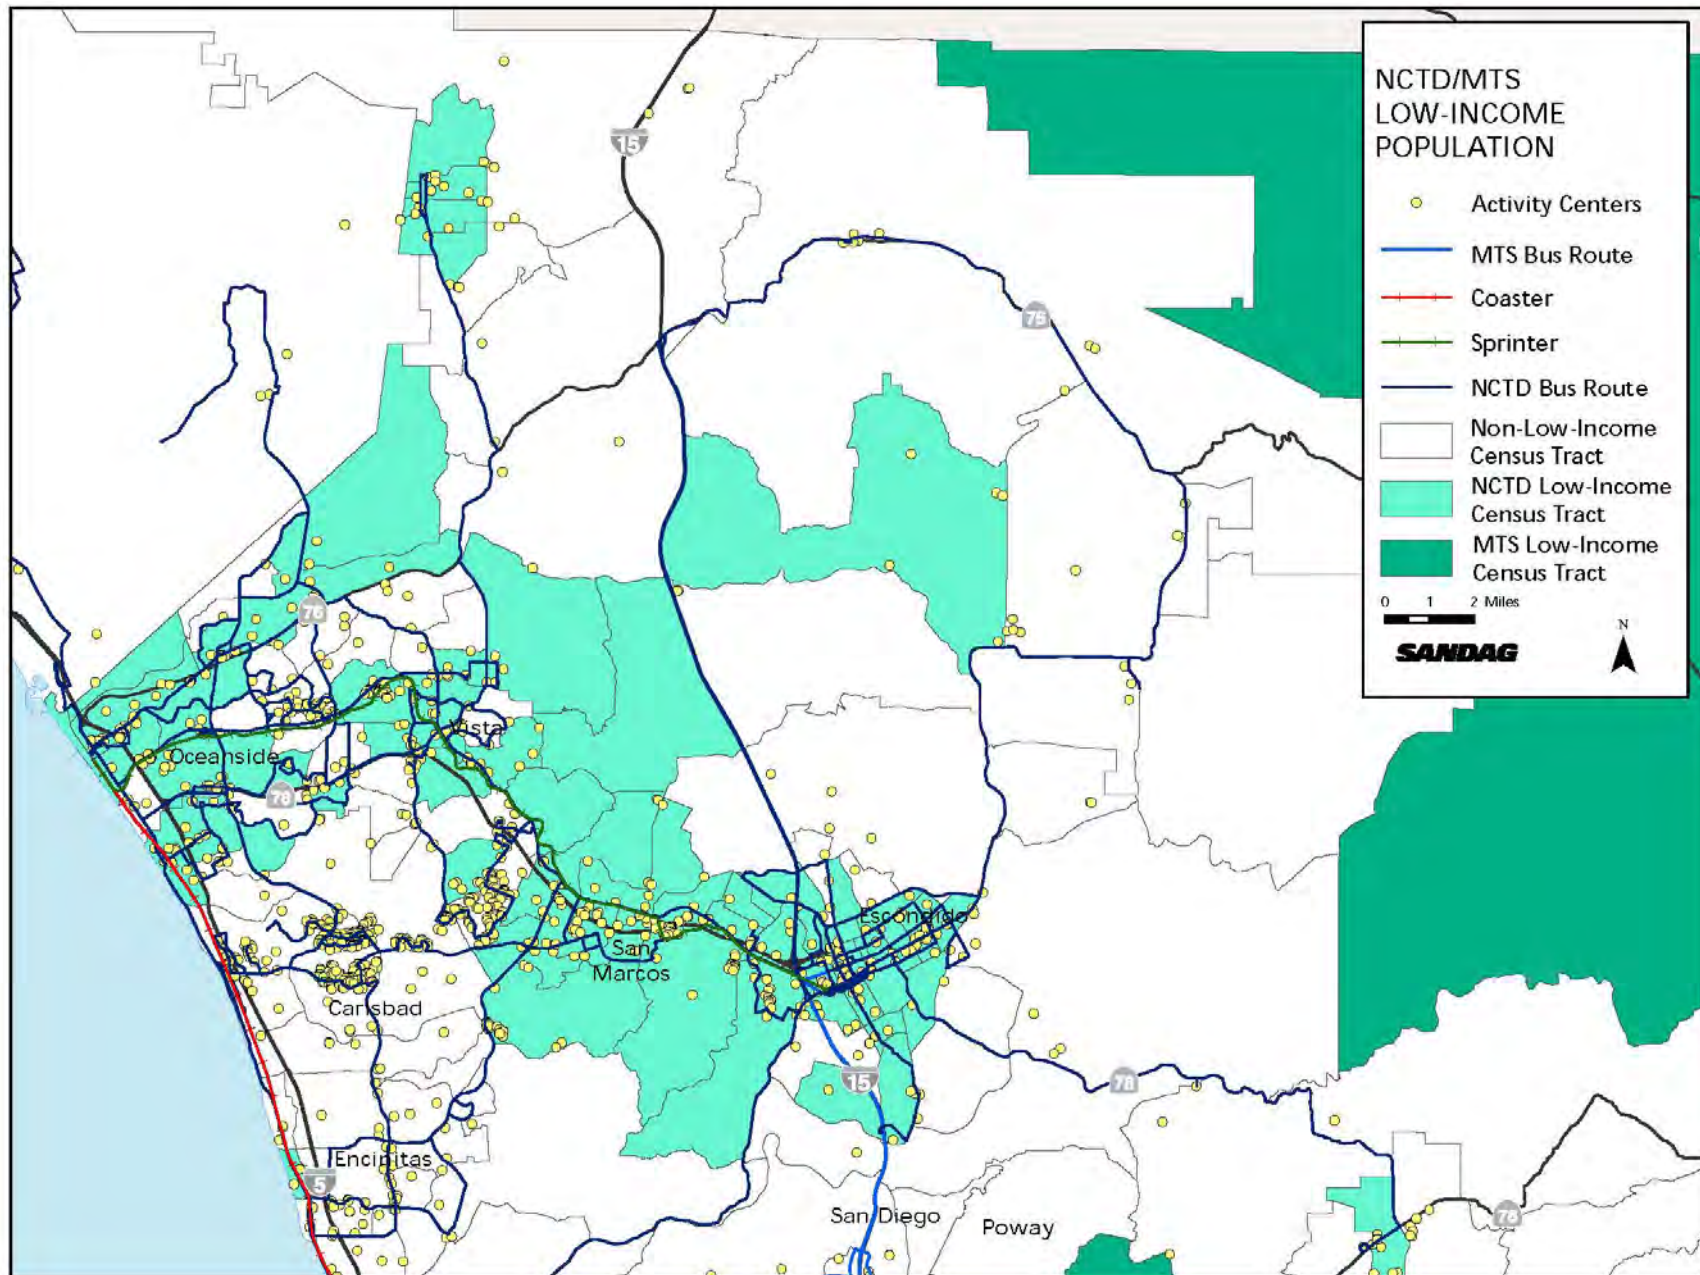 NCTD/MTS
LOW-INCOME
POPULATION
Activity Centers
MTS Bus Route
Coaster
Sprinter
NCTD Bus Route
Non-Low-Income
Census Tract
NCTD Low-Income
Census Tract
MTS Low-Income
Census Tract
0 1 2 Miles
SANDAG
N
15
76
76
Vista
Oceanside
78
Escondido
San
Marcos
Carlsbad
15
78
Encinitas
5
San Diego
Poway
78